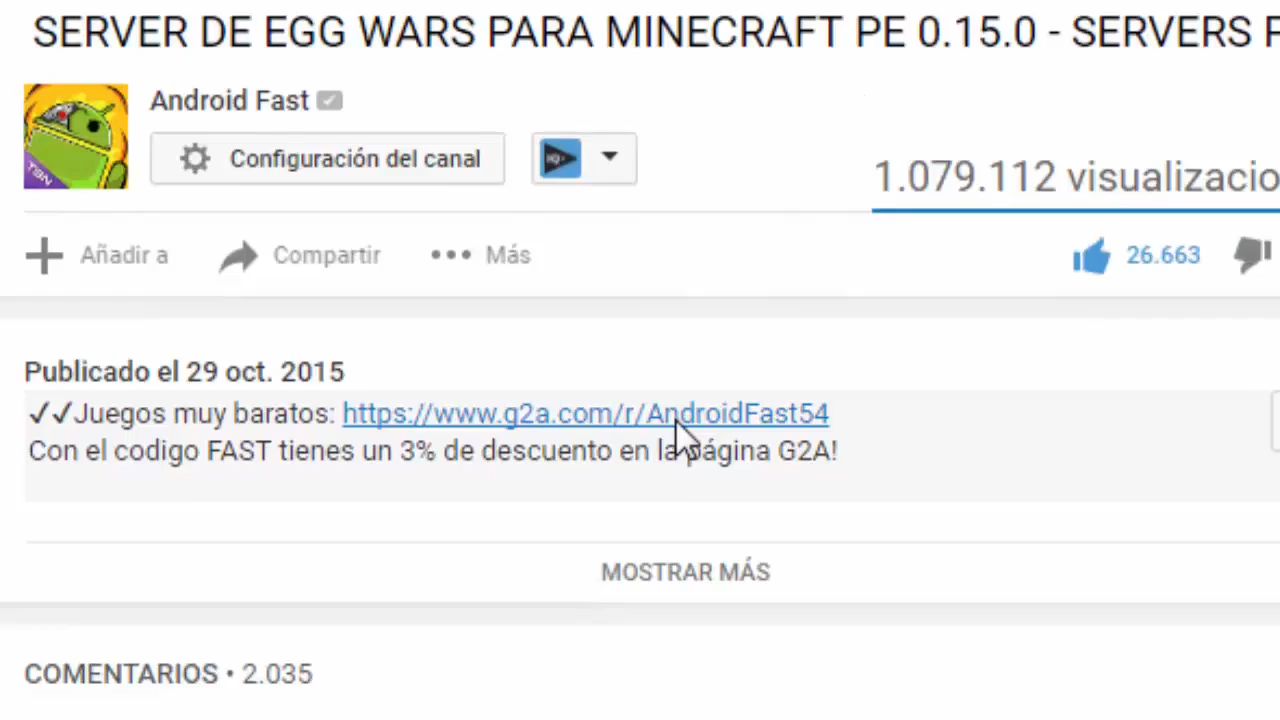 SERVER DE EGG WARS PARA MINECRAFT PE 0.15.0 - SERVERS
Android Fast
TGN
Configuración del canal
HQ+
1.079.112 visualizacio
Añadir a
Compartir
Más
26.663
Publicado el 29 oct. 2015
✓✓Juegos muy baratos: https://www.g2a.com/r/AndroidFast54
Con el codigo FAST tienes un 3% de descuento en la página G2A!
MOSTRAR MÁS
COMENTARIOS • 2.035